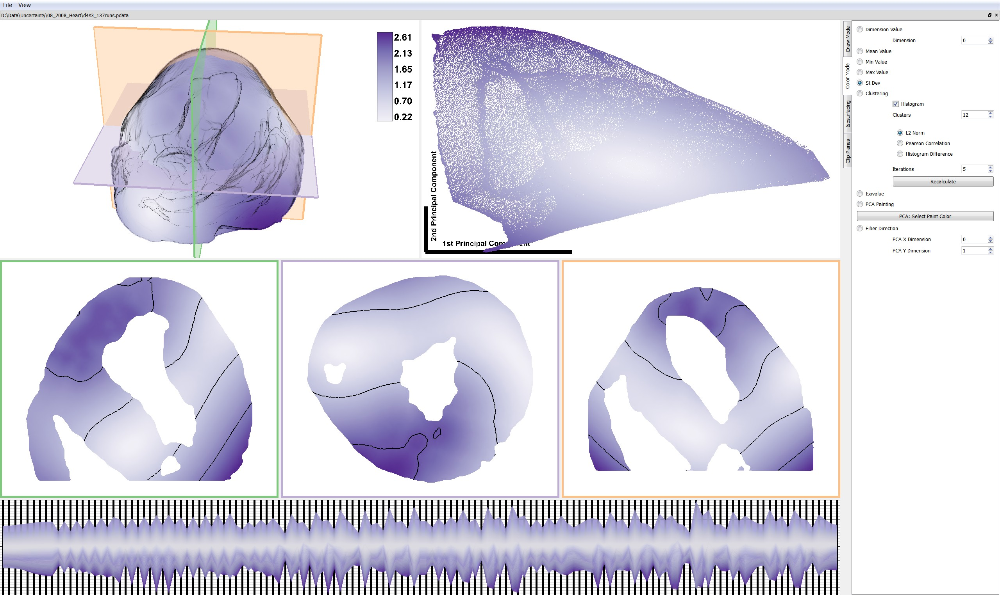 File View
D:\Data\Uncertainty\08_2008_Heart\d4s3_137runs.pdata
2.61
2.13
1.65
1.17
0.70
0.22
2nd Principal Component
1st Principal Com nt
Draw Mode
Color Mode
Isosurfacing
Clip Planes
Dimension Value
Dimension 0
Mean Value
Min Value
Max Value
St Dev
Clustering
Histogram
Clusters 12
L2 Norm
Pearson Correlation
Histogram Difference
Iterations 5
Recalculate
Isovalue
PCA Painting
PCA: Select Paint Color
Fiber Direction
PCA X Dimension 0
PCA Y Dimension 1